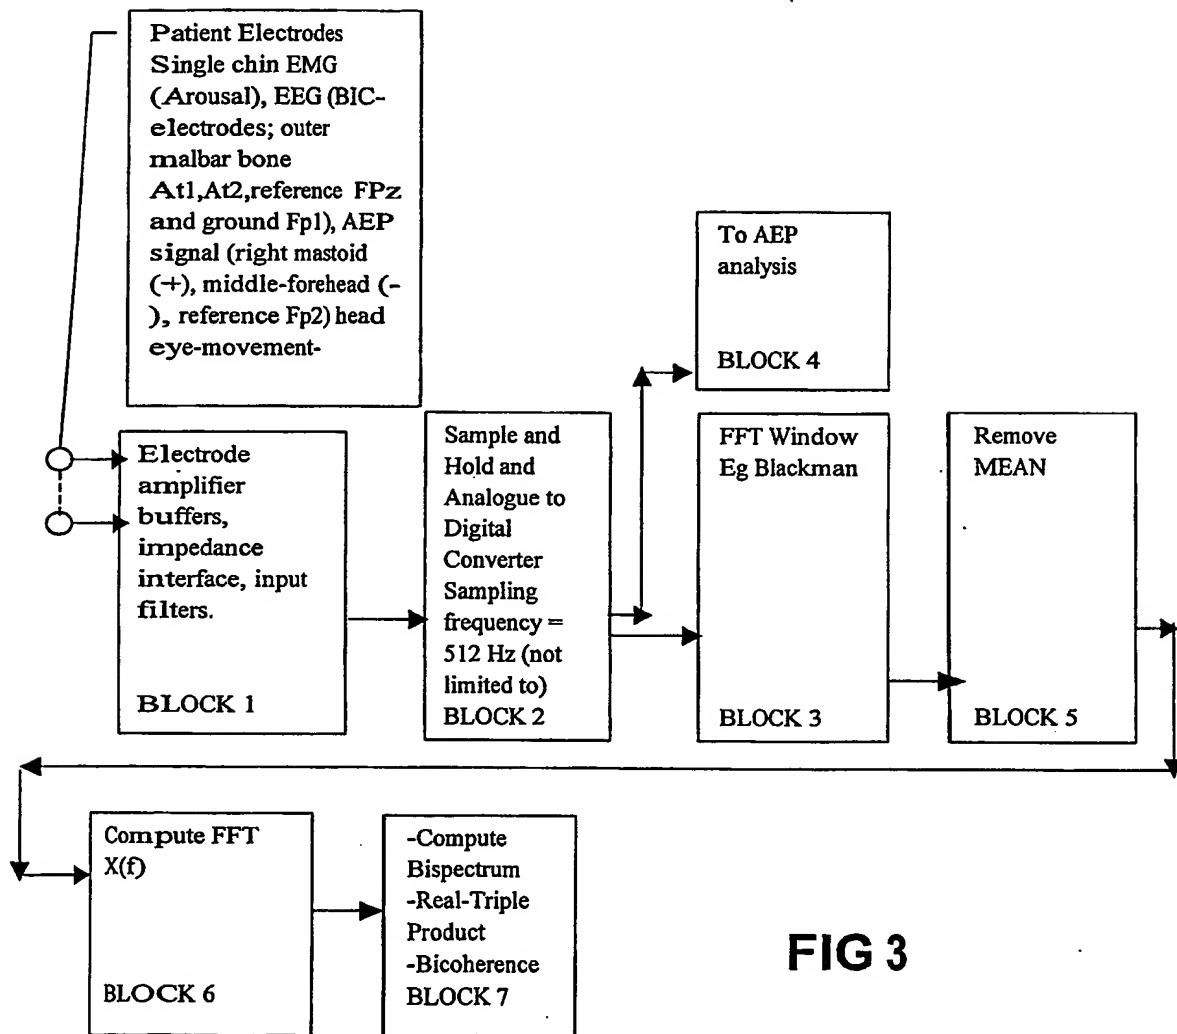 Patient Electrodes
Single chin EMG
(Arousal), EEG (BIC-
electrodes; outer
malbar bone
At1,At2,reference FPz
and ground Fp1), AEP
signal (right mastoid
(+), middle-forehead (-
), reference Fp2) head
eye-movement-
To AEP
analysis
BLOCK 4
Electrode
amplifier
buffers,
impedance
interface, input
filters.
BLOCK 1
Sample and
Hold and
Analogue to
Digital
Converter
Sampling
frequency =
512 Hz (not
limited to)
BLOCK 2
FFT Window
Eg Blackman
BLOCK 3
Remove
MEAN
BLOCK 5
Compute FFT
X(f)
BLOCK 6
-Compute
Bispectrum
-Real-Triple
Product
-Bicoherence
BLOCK 7
FIG 3